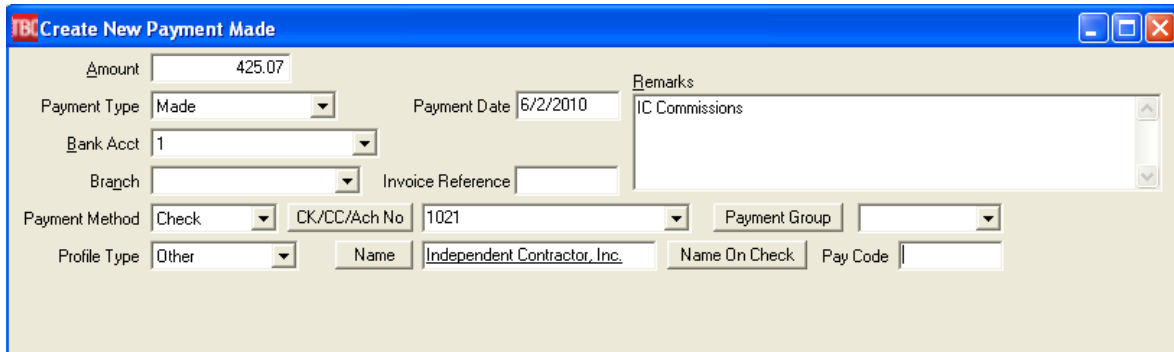 TBC Create New Payment Made
Amount 425.07
Remarks
Payment Type Made Payment Date 6/2/2010 IC Commissions
Bank Acct 1
Branch Invoice Reference
Payment Method Check CK/CC/Ach No 1021 Payment Group
Profile Type Other Name Independent Contractor, Inc. Name On Check Pay Code